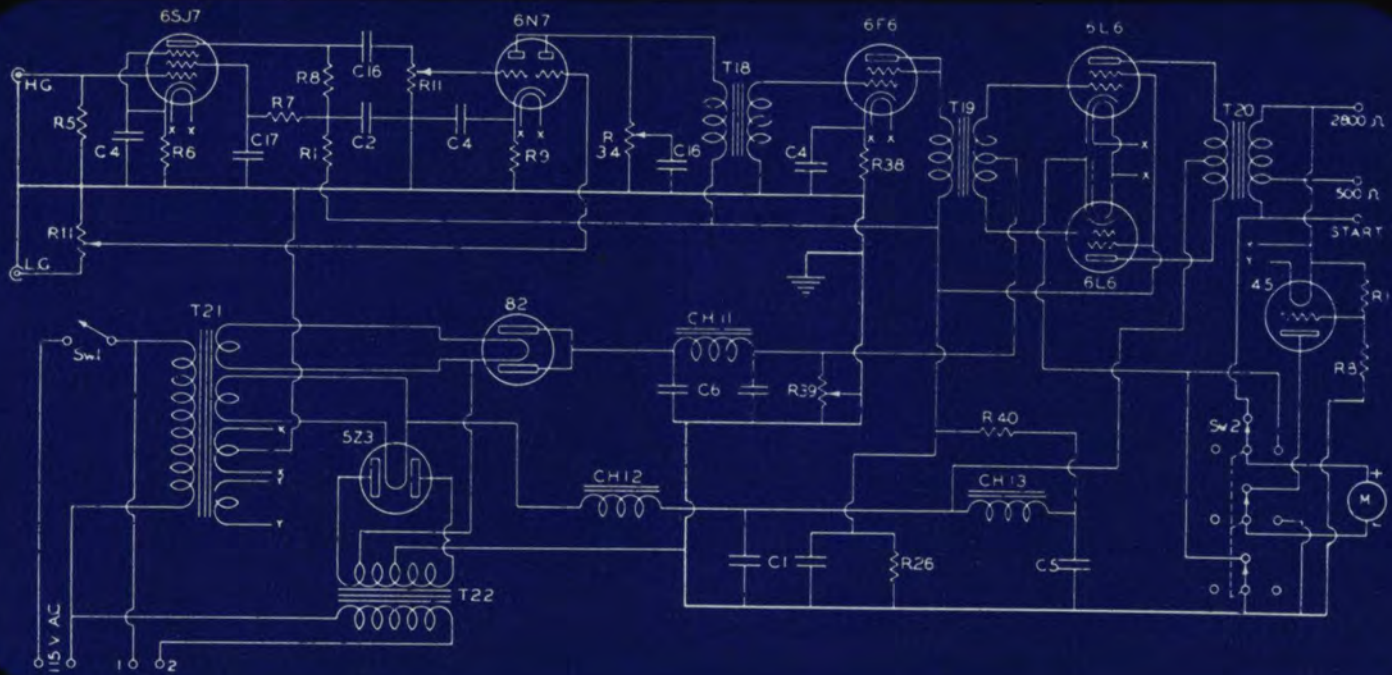 6SJ7
6N7
6F6
6L6
HG
R5
C4
R6
C17
R7
R8
R1
C16
C2
R11
C4
R9
R
34
C16
T18
C4
R38
T19
T20
2800 Ω
500 Ω
START
x x
x x
x x
x
x
R11
LG
6L6
Y
Y
45
R1
R3
Sw1
T21
82
CH 11
C6
R39
5Z3
x
x
Y
Y
CH12
R40
CH 13
Sw2
+
M
-
C1
R26
C5
T22
115 V AC
1
2